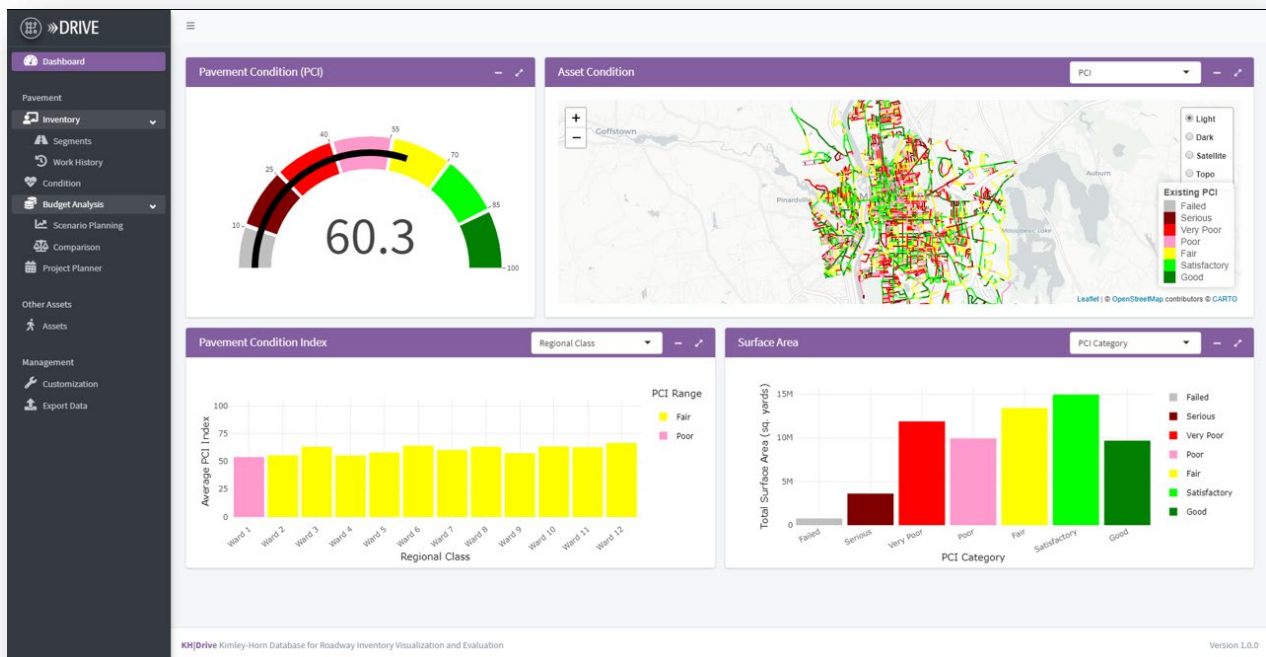 »DRIVE
Dashboard
Pavement
Inventory
Segments
Work History
Condition
Budget Analysis
Scenario Planning
Comparison
Project Planner
Other Assets
Assets
Management
Customization
Export Data
Pavement Condition (PCI)
10
25
40
55
70
85
100
60.3
Asset Condition
PCI
+
−
Goffstown
Pinardville
Auburn
Massabesic Lake
Light
Dark
Satellite
Topo
Existing PCI
Failed
Serious
Very Poor
Poor
Fair
Satisfactory
Good
Leaflet | © OpenStreetMap contributors © CARTO
Pavement Condition Index
Regional Class
PCI Range
Fair
Poor
Average PCI Index
100
75
50
25
0
Ward 1
Ward 2
Ward 3
Ward 4
Ward 5
Ward 6
Ward 7
Ward 8
Ward 9
Ward 10
Ward 11
Ward 12
Regional Class
Surface Area
PCI Category
Total Surface Area (sq. yards)
15M
10M
5M
0
Failed
Serious
Very Poor
Poor
Fair
Satisfactory
Good
PCI Category
Failed
Serious
Very Poor
Poor
Fair
Satisfactory
Good
KH|Drive Kimley-Horn Database for Roadway Inventory Visualization and Evaluation
Version 1.0.0